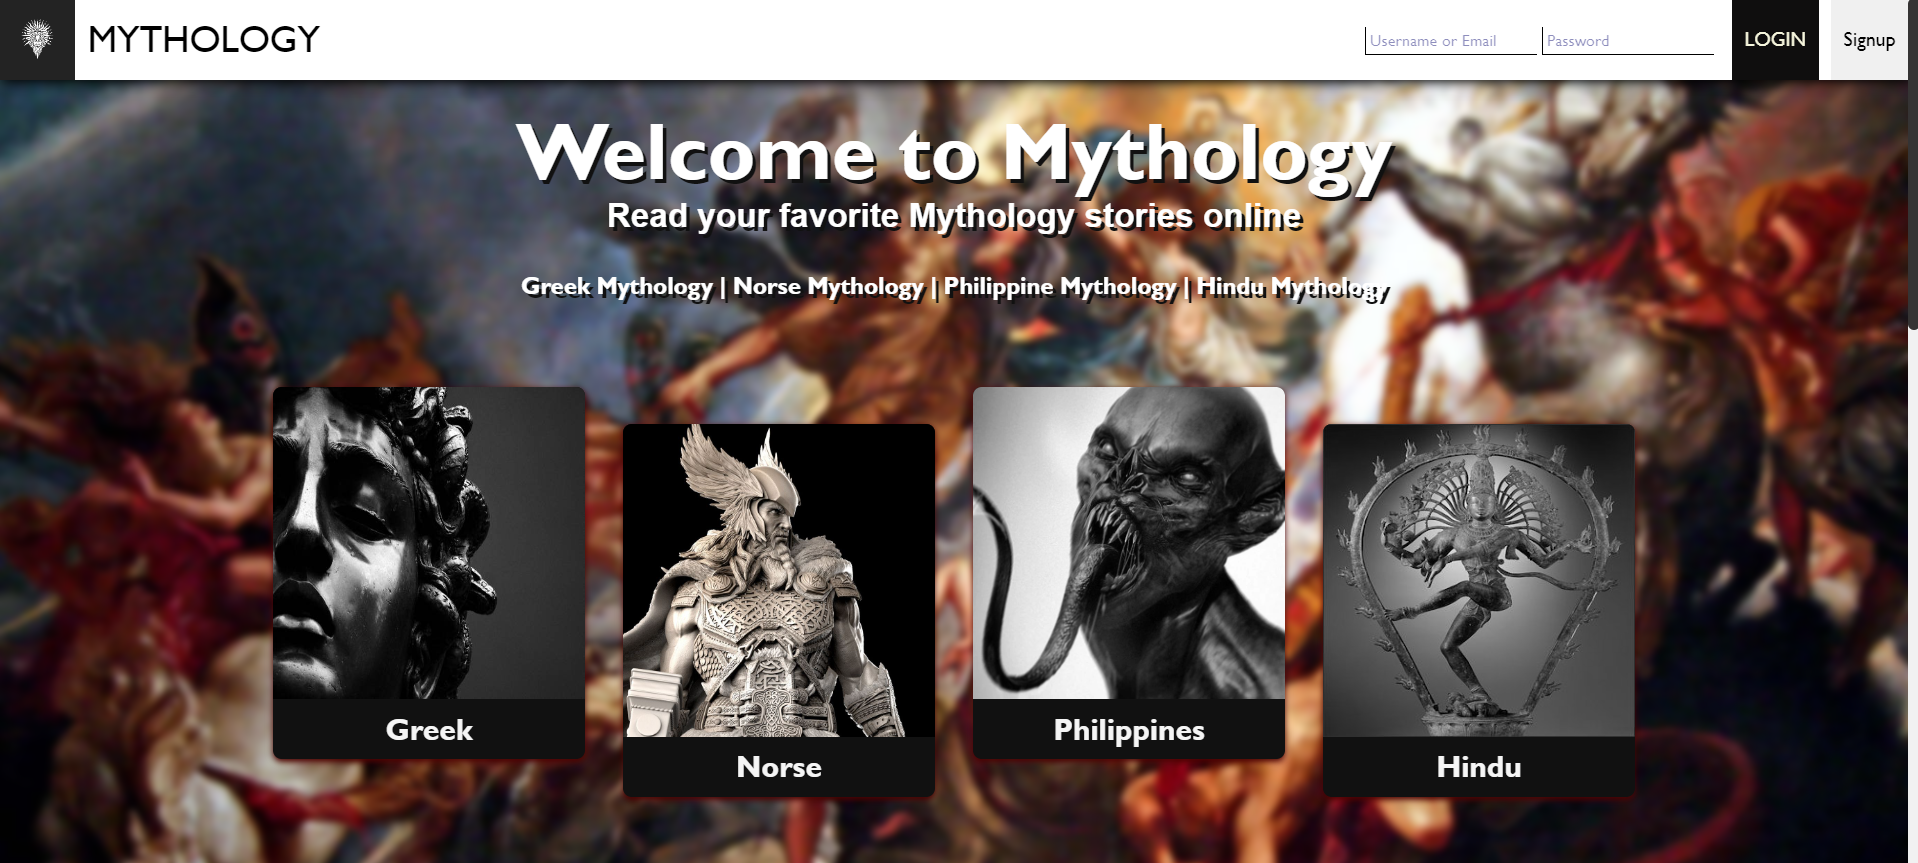 MYTHOLOGY
Username or Email
Password
LOGIN
Signup
Welcome to Mythology
Read your favorite Mythology stories online
Greek Mythology | Norse Mythology | Philippine Mythology | Hindu Mythology
Greek
Norse
Philippines
Hindu